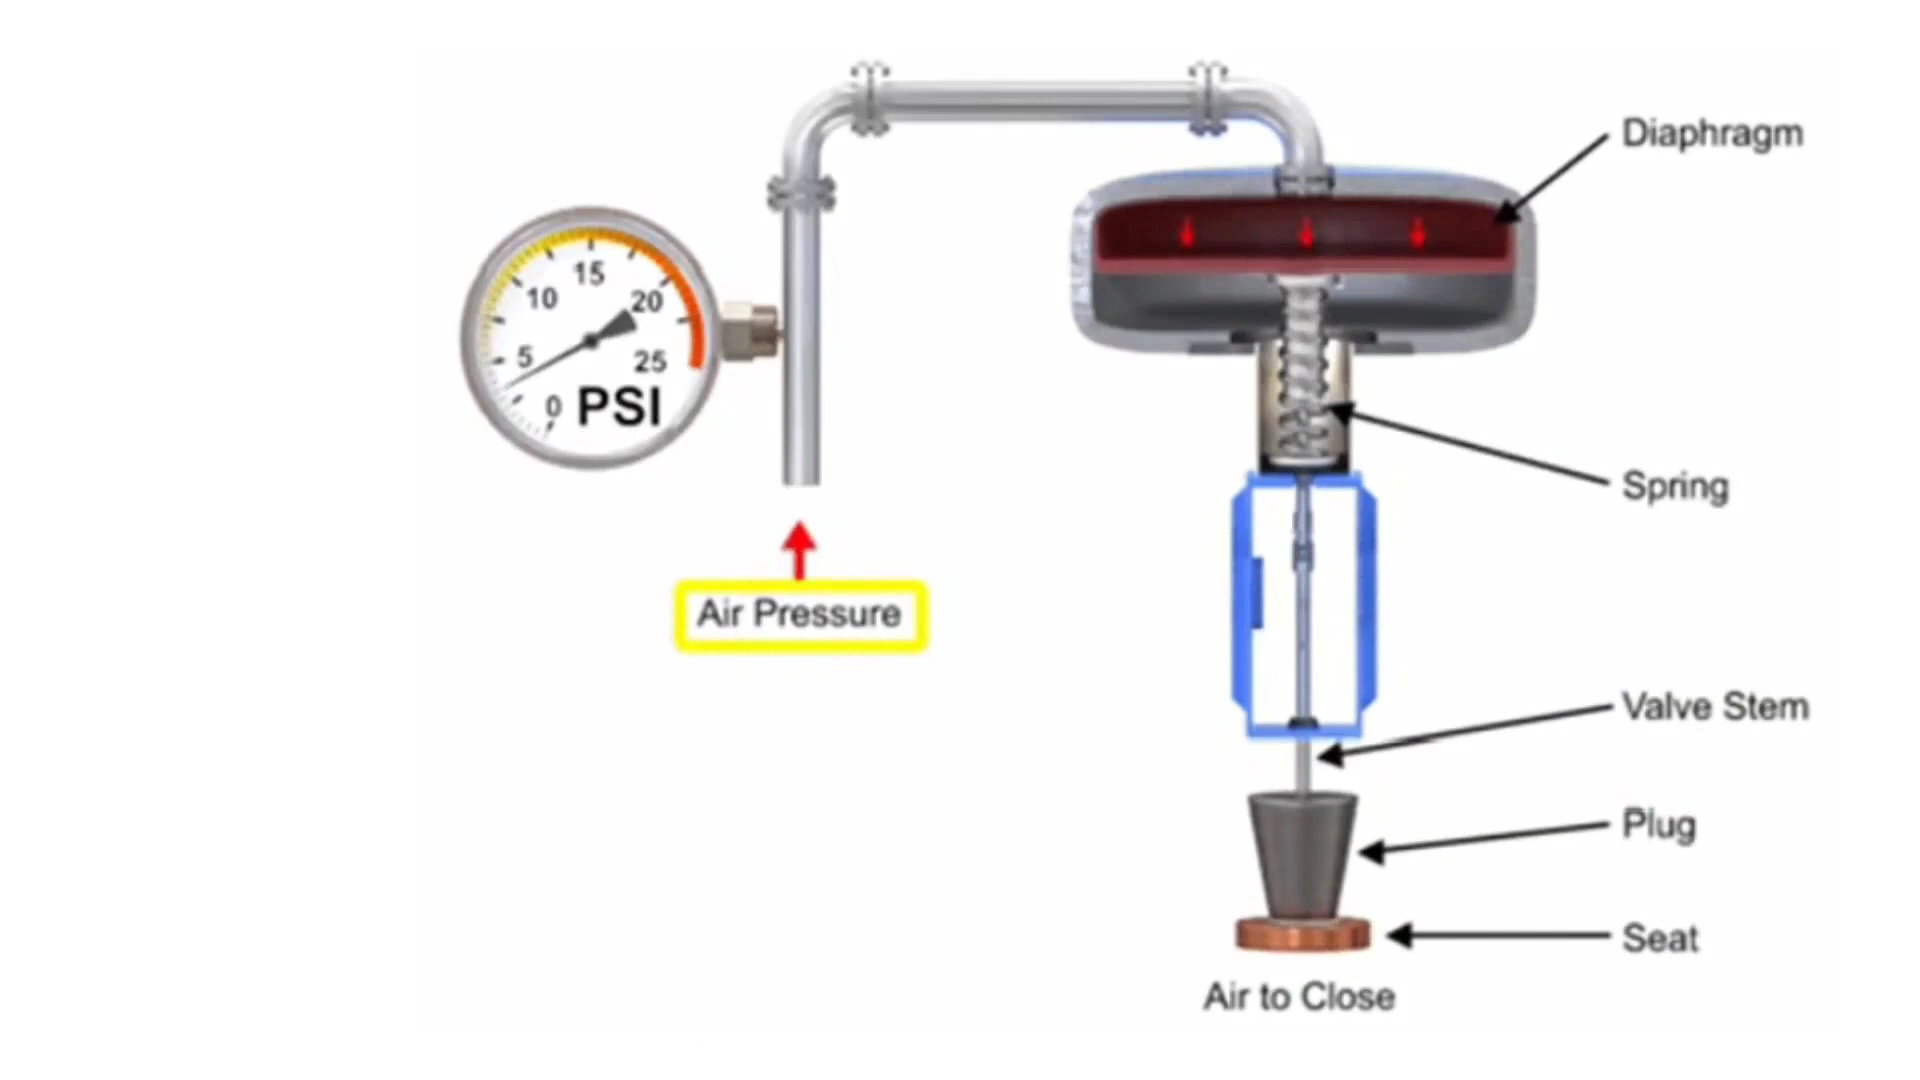 Diaphragm
15
10
20
5
25
0
PSI
Spring
Air Pressure
Valve Stem
Plug
Seat
Air to Close